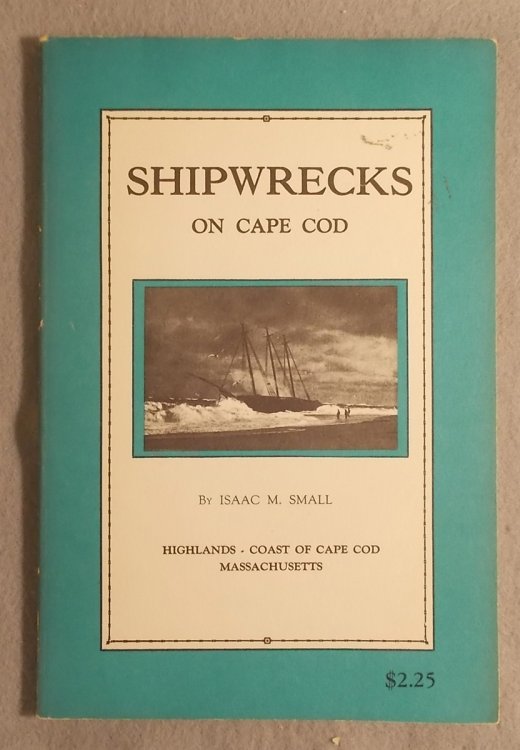 SHIPWRECKS
ON CAPE COD
By ISAAC M. SMALL
HIGHLANDS - COAST OF CAPE COD
MASSACHUSETTS
$2.25